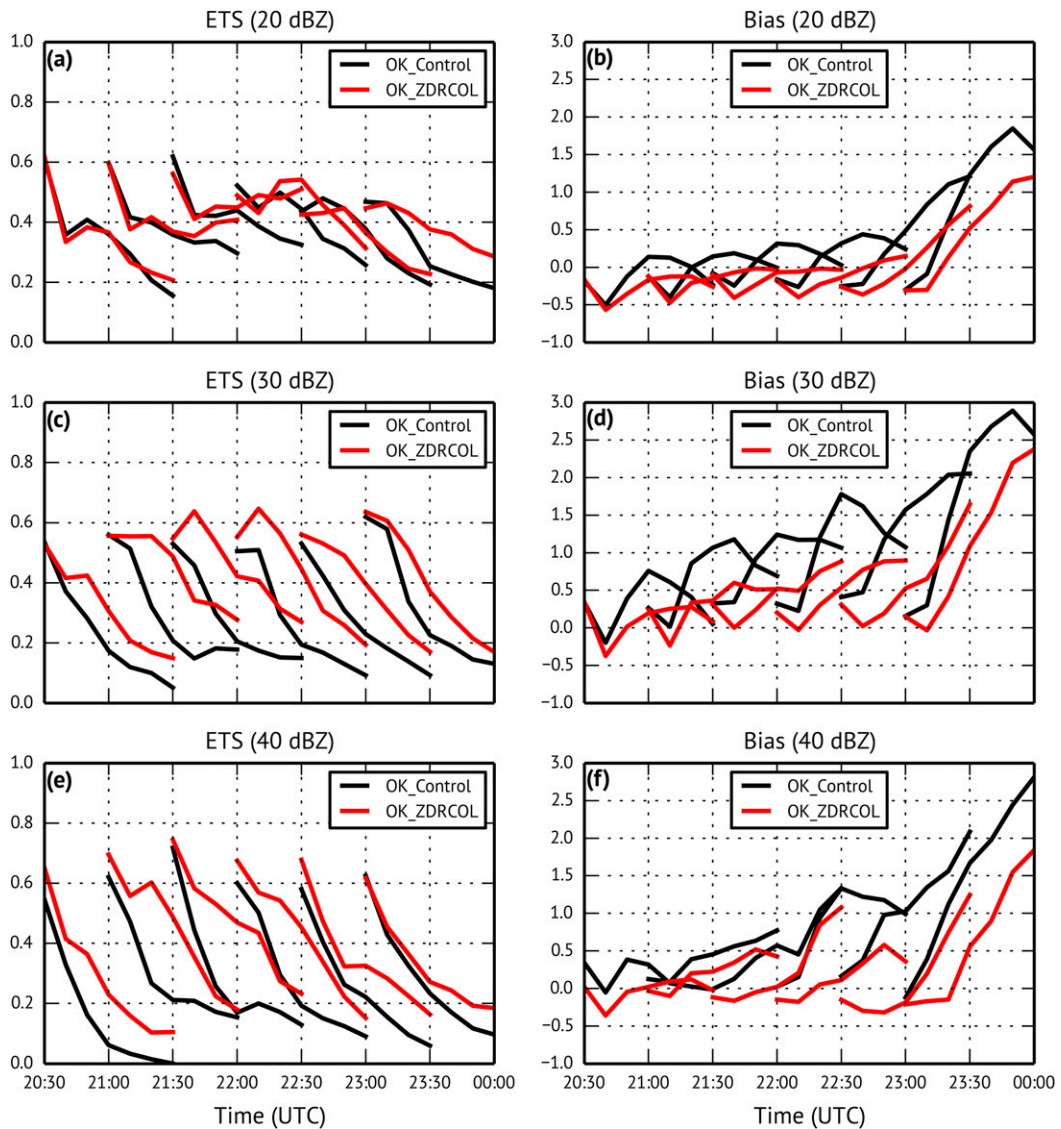 ETS (20 dBZ)
1.0
0.8
0.6
0.4
0.2
0.0
(a)
OK_Control
OK_ZDRCOL
Bias (20 dBZ)
3.0
2.5
2.0
1.5
1.0
0.5
0.0
−0.5
−1.0
(b)
OK_Control
OK_ZDRCOL
ETS (30 dBZ)
1.0
0.8
0.6
0.4
0.2
0.0
(c)
OK_Control
OK_ZDRCOL
Bias (30 dBZ)
3.0
2.5
2.0
1.5
1.0
0.5
0.0
−0.5
−1.0
(d)
OK_Control
OK_ZDRCOL
ETS (40 dBZ)
1.0
0.8
0.6
0.4
0.2
0.0
(e)
OK_Control
OK_ZDRCOL
20:30 21:00 21:30 22:00 22:30 23:00 23:30 00:00
Time (UTC)
Bias (40 dBZ)
3.0
2.5
2.0
1.5
1.0
0.5
0.0
−0.5
−1.0
(f)
OK_Control
OK_ZDRCOL
20:30 21:00 21:30 22:00 22:30 23:00 23:30 00:00
Time (UTC)